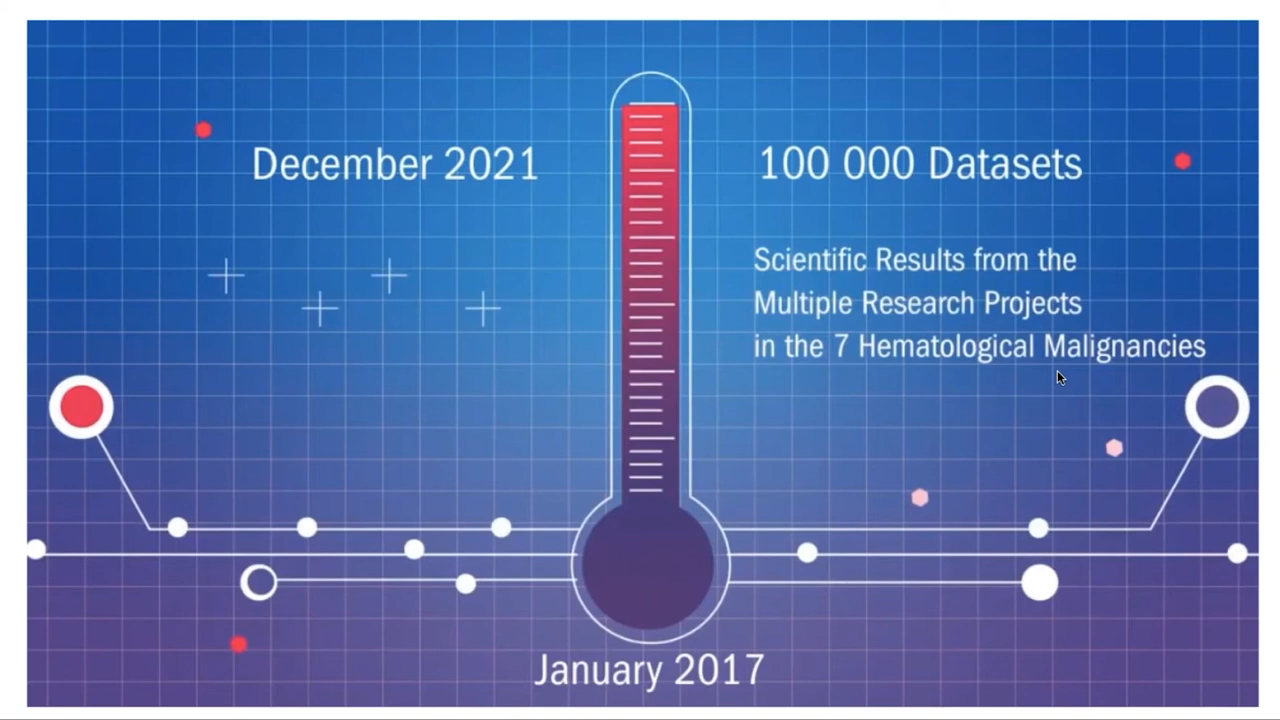 December 2021
100 000 Datasets
Scientific Results from the
Multiple Research Projects
in the 7 Hematological Malignancies
January 2017